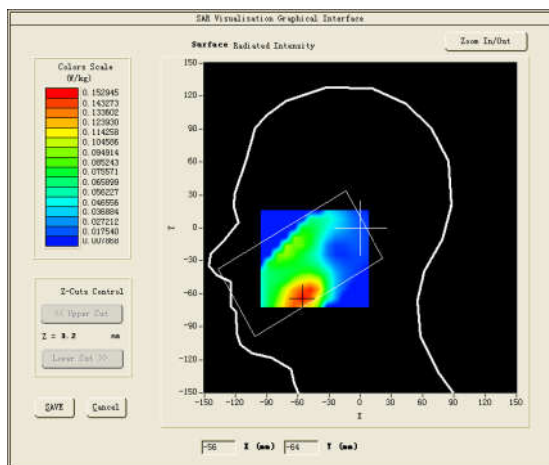 SAR Visualisation Graphical Interface
Surface Radiated Intensity
Zoom In/Out
Colors Scale
(W/kg)
0.152945
0.143273
0.133602
0.123930
0.114258
0.104586
0.094914
0.085243
0.075571
0.065899
0.056227
0.046556
0.036884
0.027212
0.017540
0.007868
150
120
90
60
30
0
-30
-60
-90
-120
-150
Y
-150 -120 -90 -60 -30 0 30 60 90 120 150
X
Z-Cuts Control
<< Upper Cut
Z = 3.2 mm
Lower Cut >>
SAVE Cancel
-56 X (mm) -64 Y (mm)